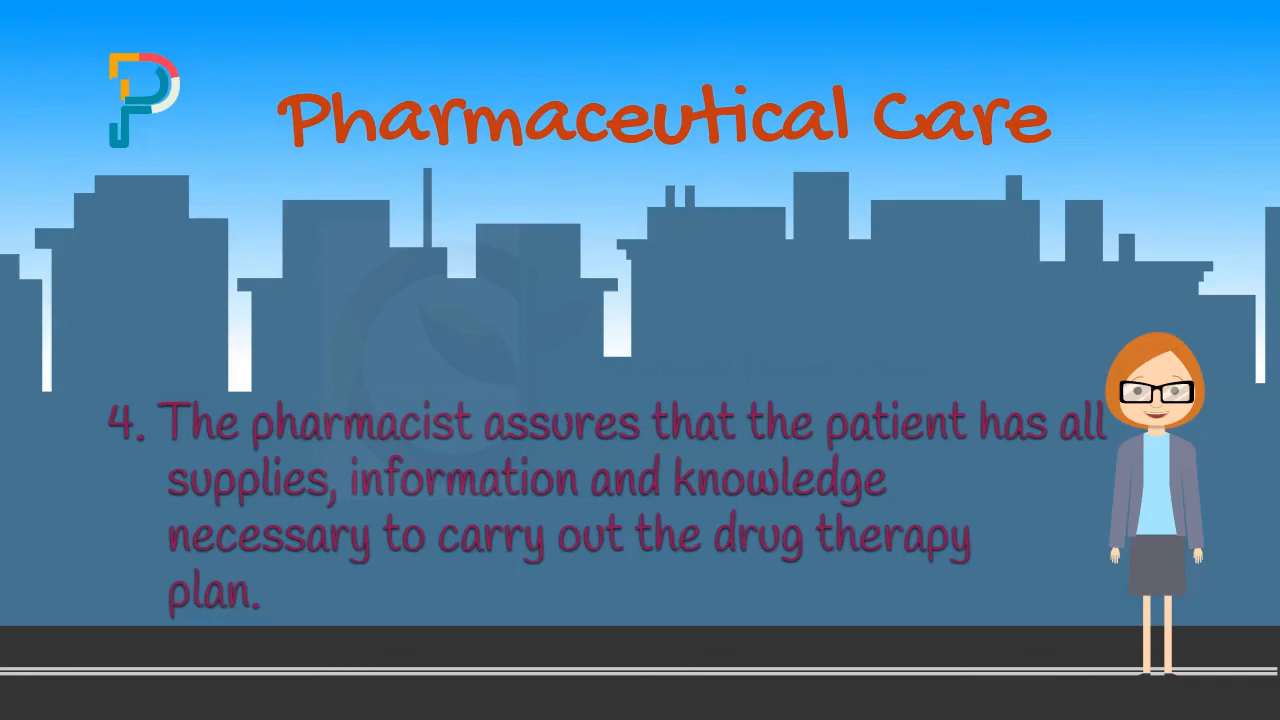 Pharmaceutical Care
4. The pharmacist assures that the patient has all
supplies, information and knowledge
necessary to carry out the drug therapy
plan.